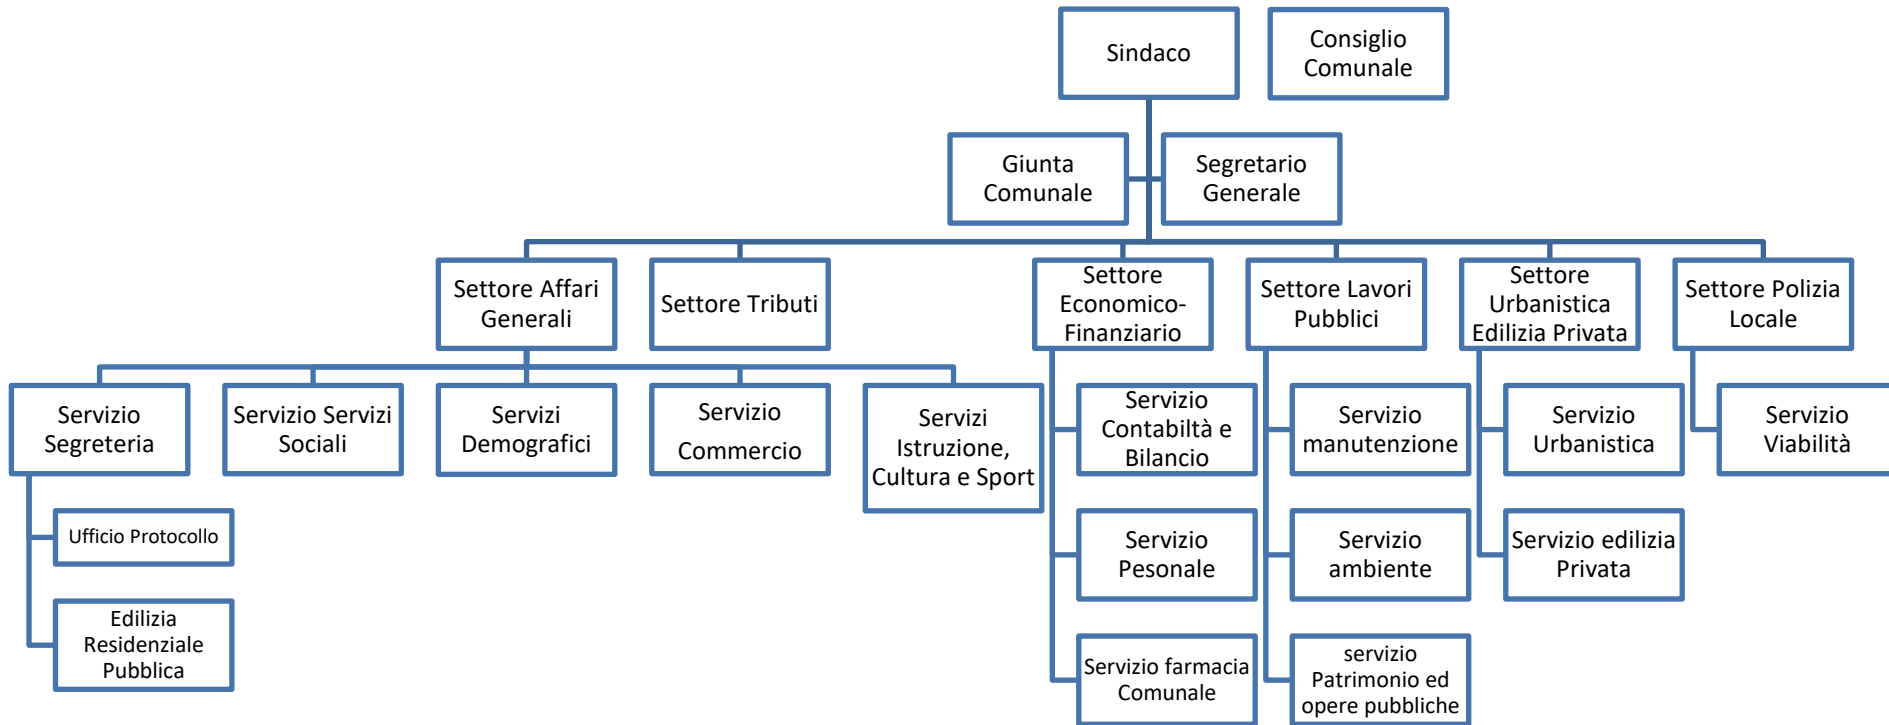 Sindaco
Consiglio
Comunale
Giunta
Comunale
Segretario
Generale
Settore Affari
Generali
Settore Tributi
Settore
Economico-
Finanziario
Settore Lavori
Pubblici
Settore
Urbanistica
Edilizia Privata
Settore Polizia
Locale
Servizio
Segreteria
Servizio Servizi
Sociali
Servizi
Demografici
Servizio
Commercio
Servizi
Istruzione,
Cultura e Sport
Servizio
Contabiltà e
Bilancio
Servizio
manutenzione
Servizio
Urbanistica
Servizio
Viabilità
Ufficio Protocollo
Servizio
Pesonale
Servizio
ambiente
Servizio edilizia
Privata
Edilizia
Residenziale
Pubblica
Servizio farmacia
Comunale
servizio
Patrimonio ed
opere pubbliche